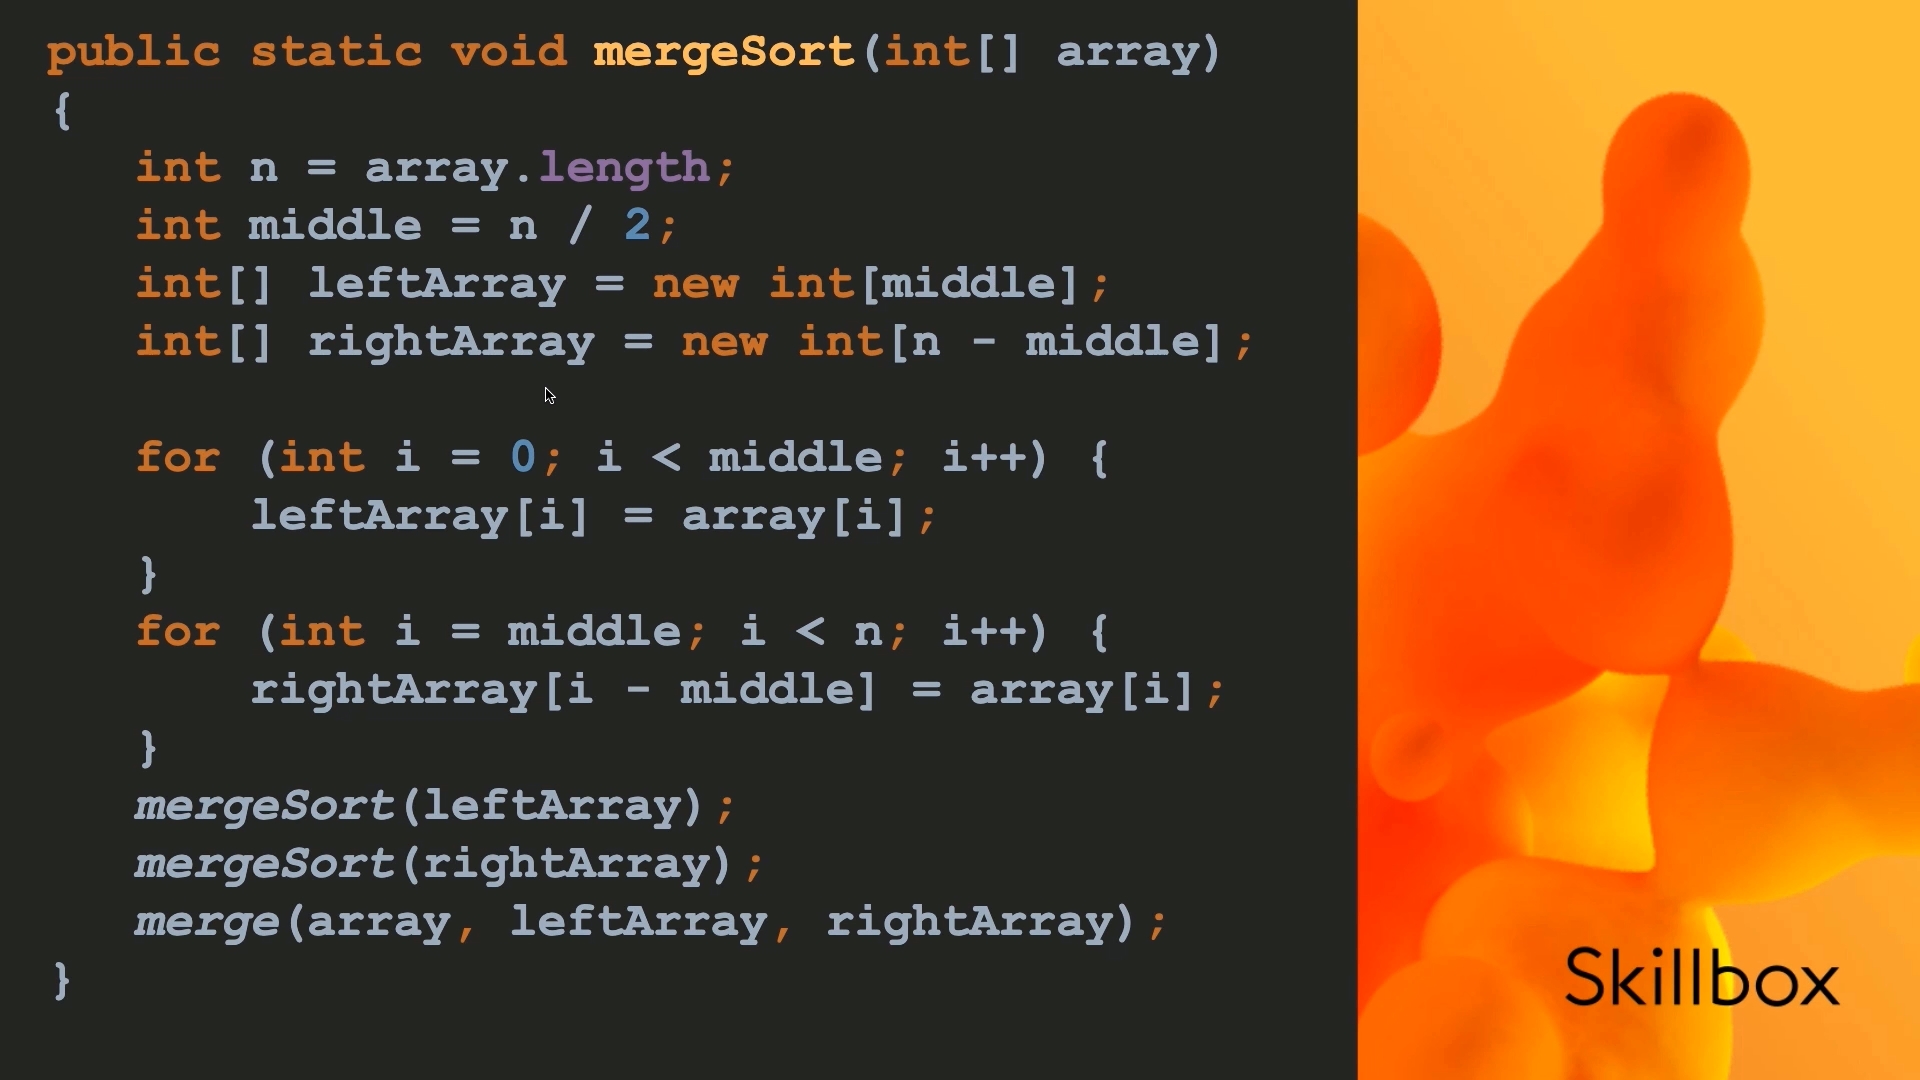 public static void mergeSort(int[] array)
{
    int n = array.length;
    int middle = n / 2;
    int[] leftArray = new int[middle];
    int[] rightArray = new int[n - middle];

    for (int i = 0; i < middle; i++) {
        leftArray[i] = array[i];
    }
    for (int i = middle; i < n; i++) {
        rightArray[i - middle] = array[i];
    }
    mergeSort(leftArray);
    mergeSort(rightArray);
    merge(array, leftArray, rightArray);
}
Skillbox